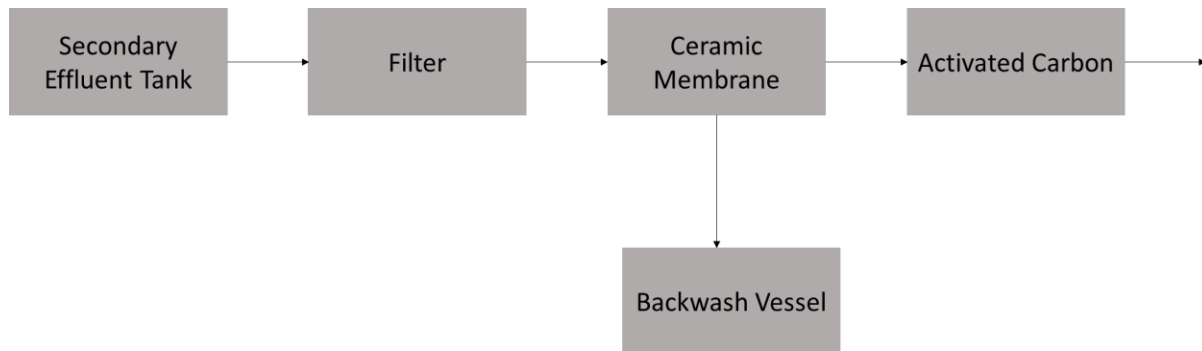 Secondary
Effluent Tank
Filter
Ceramic
Membrane
Activated Carbon
Backwash Vessel